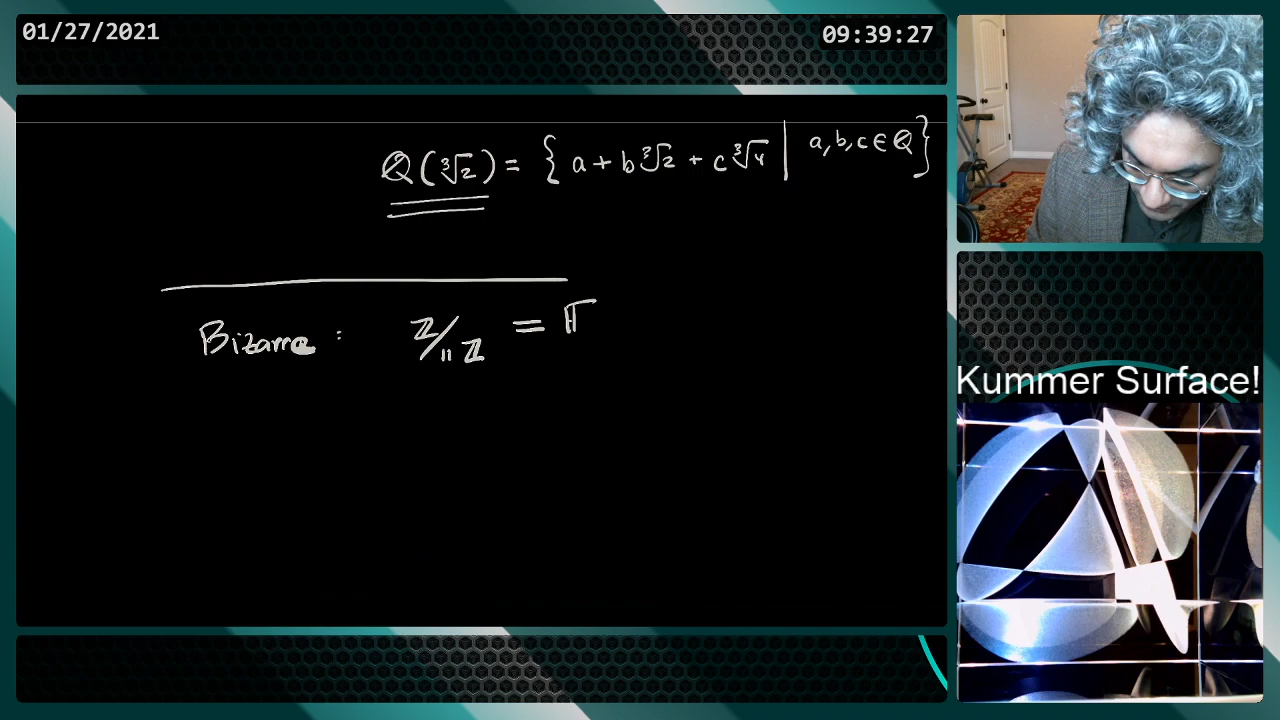 01/27/2021
09:39:27
ℚ(∛2) = { a + b∛2 + c∛4 | a, b, c ∈ ℚ }
Bizarre : ℤ/11ℤ = 𝔽
Kummer Surface!